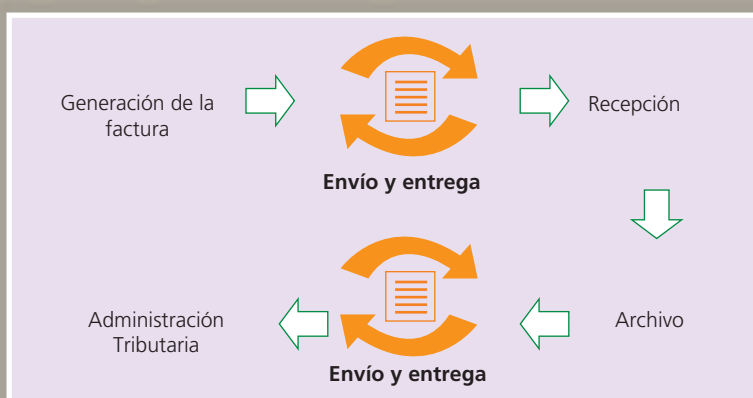 Generación de la
factura
Envío y entrega
Recepción
Administración
Tributaria
Envío y entrega
Archivo